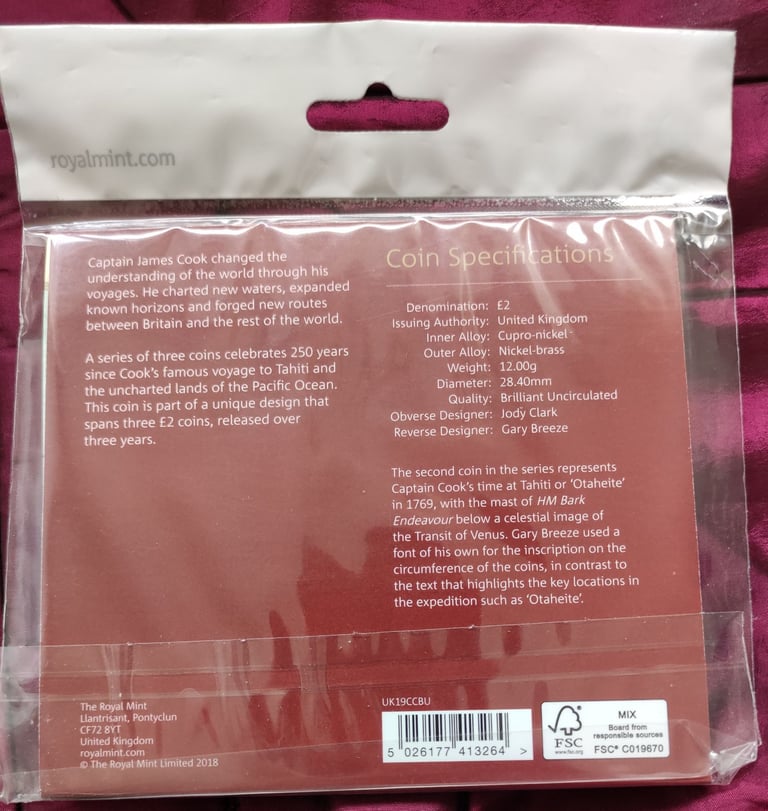 royalmint.com
Captain James Cook changed the
understanding of the world through his
voyages. He charted new waters, expanded
known horizons and forged new routes
between Britain and the rest of the world.
A series of three coins celebrates 250 years
since Cook's famous voyage to Tahiti and
the uncharted lands of the Pacific Ocean.
This coin is part of a unique design that
spans three £2 coins, released over
three years.
Coin Specifications
Denomination: £2
Issuing Authority: United Kingdom
Inner Alloy: Cupro-nickel
Outer Alloy: Nickel-brass
Weight: 12.00g
Diameter: 28.40mm
Quality: Brilliant Uncirculated
Obverse Designer: Jody Clark
Reverse Designer: Gary Breeze
The second coin in the series represents
Captain Cook's time at Tahiti or 'Otaheite'
in 1769, with the mast of HM Bark
Endeavour below a celestial image of
the Transit of Venus. Gary Breeze used a
font of his own for the inscription on the
circumference of the coins, in contrast to
the text that highlights the key locations in
the expedition such as 'Otaheite'.
The Royal Mint
Llantrisant, Pontyclun
CF72 8YT
United Kingdom
royalmint.com
© The Royal Mint Limited 2018
UK19CCBU
5 026177 413264 >
FSC
www.fsc.org
MIX
Board from
responsible sources
FSC® C019670